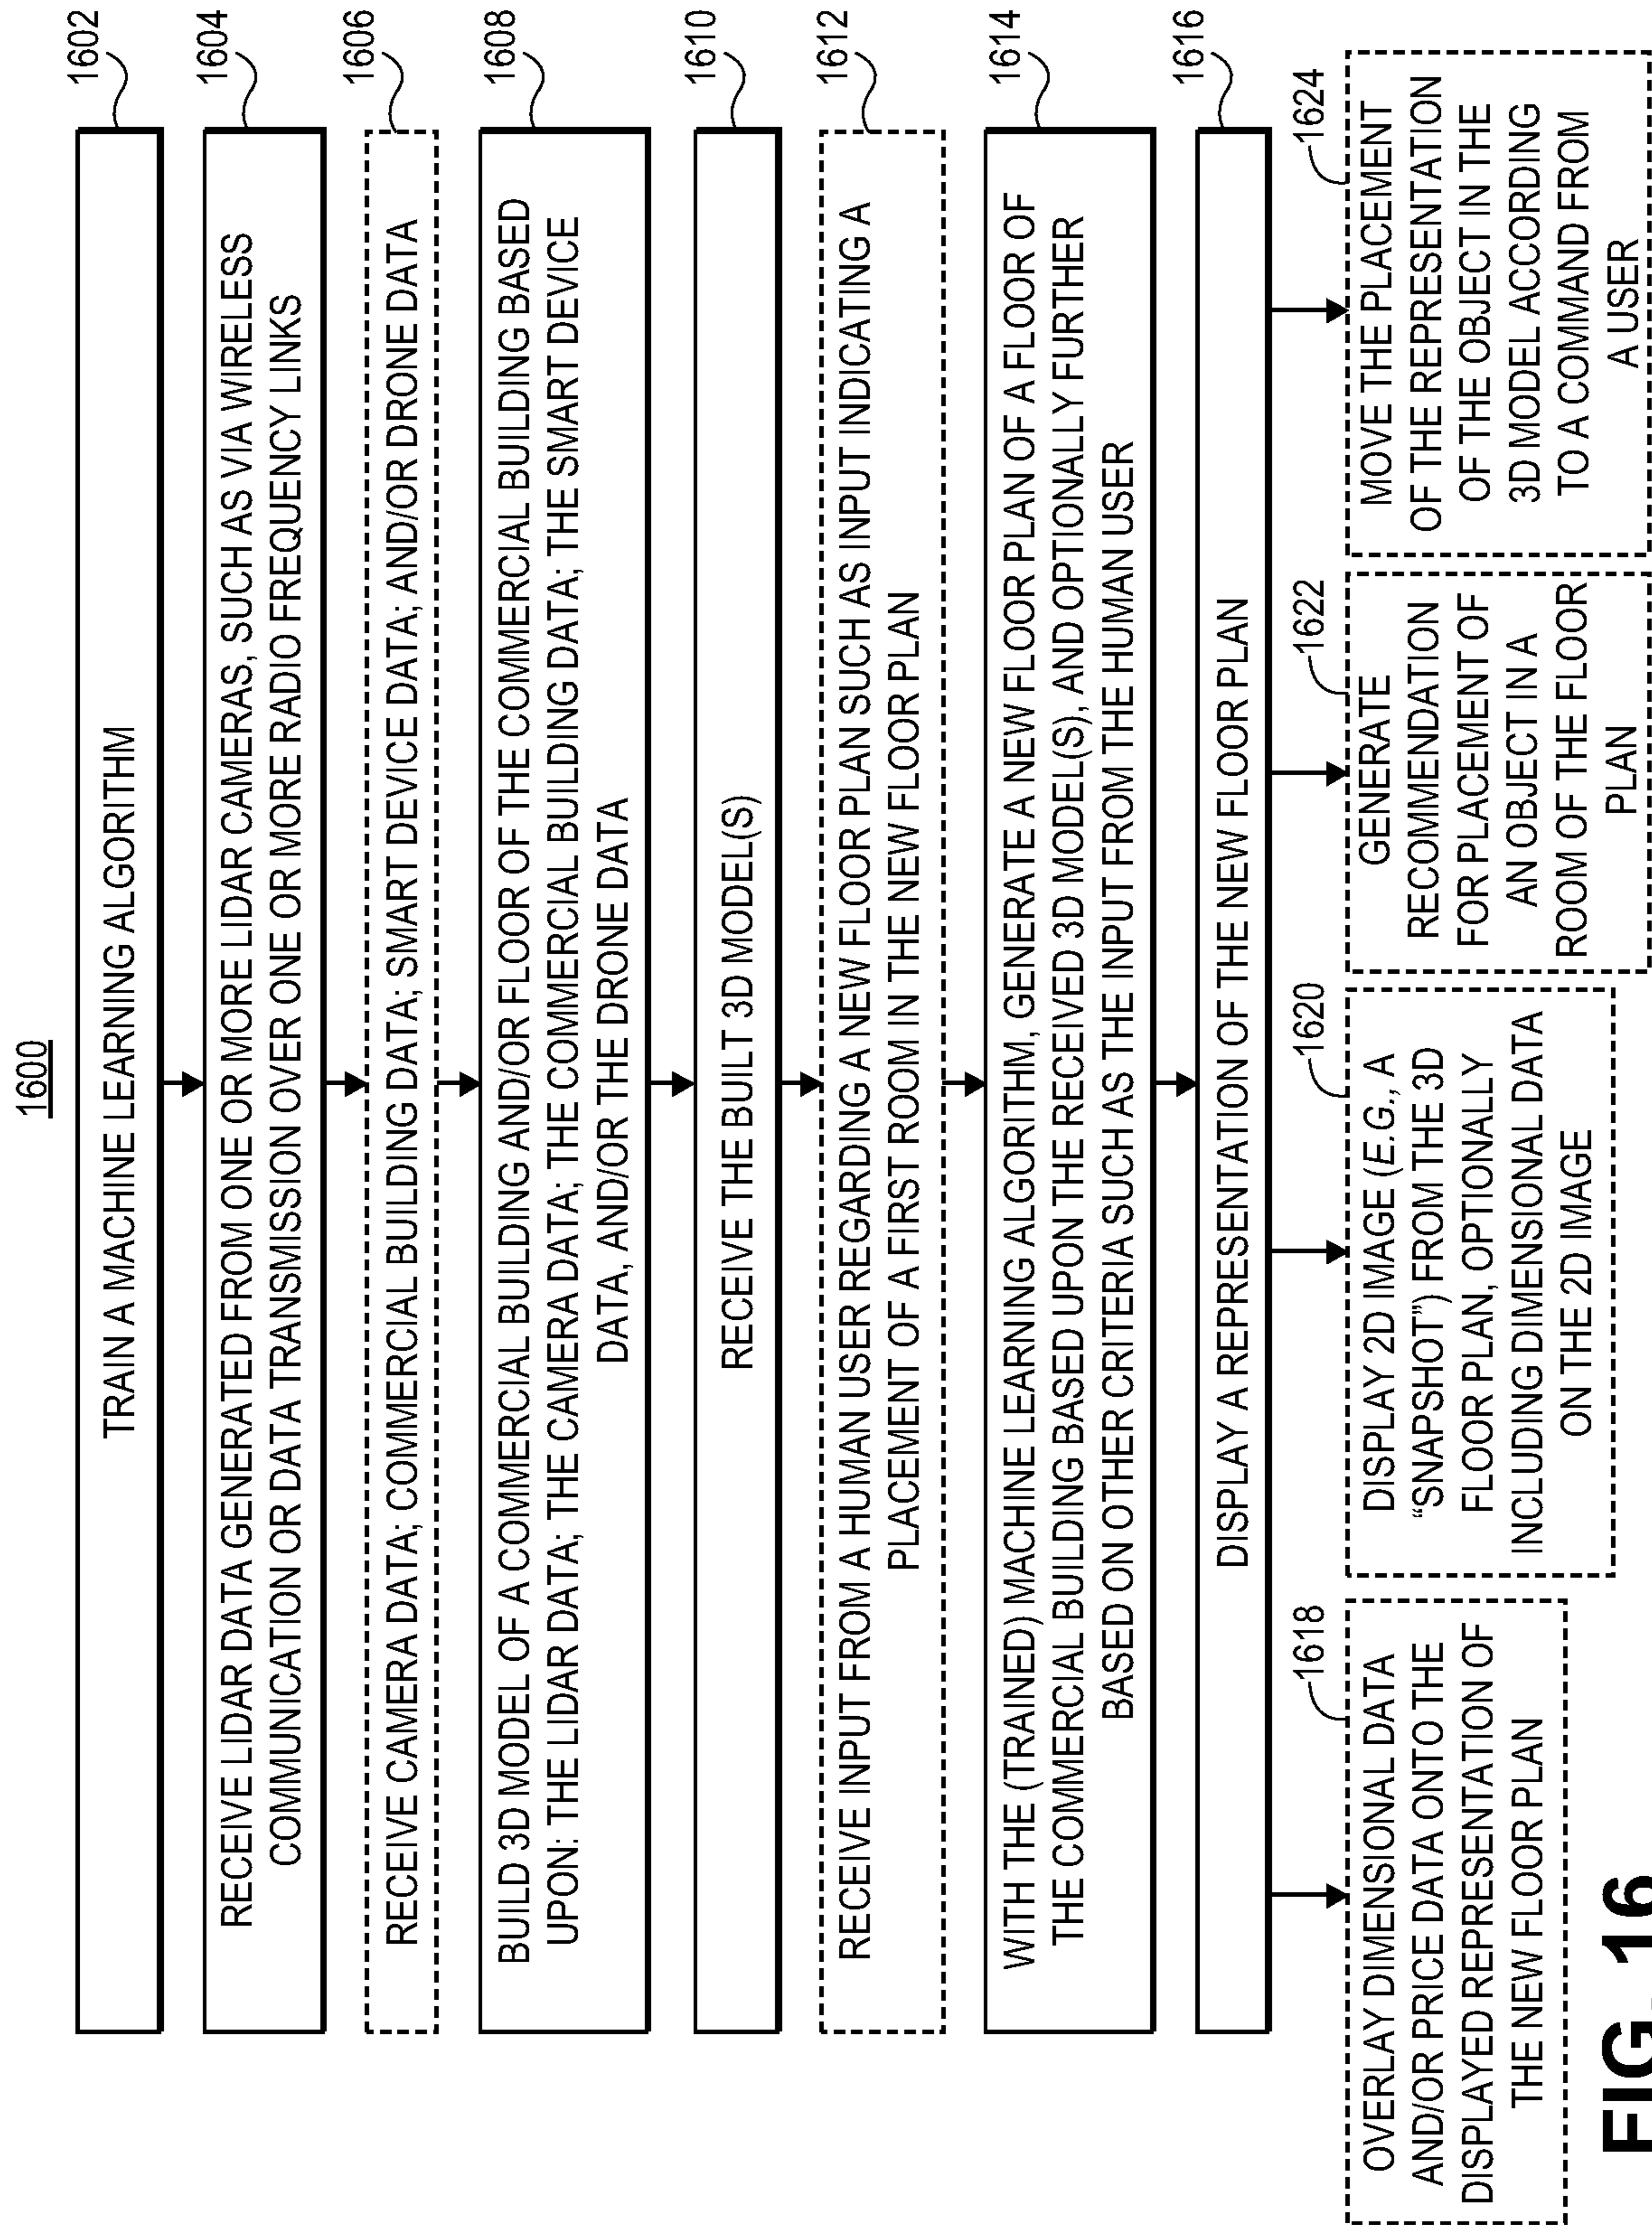 1600
1602
TRAIN A MACHINE LEARNING ALGORITHM
1604
RECEIVE LIDAR DATA GENERATED FROM ONE OR MORE LIDAR CAMERAS, SUCH AS VIA WIRELESS
COMMUNICATION OR DATA TRANSMISSION OVER ONE OR MORE RADIO FREQUENCY LINKS
1606
RECEIVE CAMERA DATA; COMMERCIAL BUILDING DATA; SMART DEVICE DATA; AND/OR DRONE DATA
1608
BUILD 3D MODEL OF A COMMERCIAL BUILDING AND/OR FLOOR OF THE COMMERCIAL BUILDING BASED
UPON: THE LIDAR DATA; THE CAMERA DATA; THE COMMERCIAL BUILDING DATA; THE SMART DEVICE
DATA, AND/OR THE DRONE DATA
1610
RECEIVE THE BUILT 3D MODEL(S)
1612
RECEIVE INPUT FROM A HUMAN USER REGARDING A NEW FLOOR PLAN SUCH AS INPUT INDICATING A
PLACEMENT OF A FIRST ROOM IN THE NEW FLOOR PLAN
1614
WITH THE (TRAINED) MACHINE LEARNING ALGORITHM, GENERATE A NEW FLOOR PLAN OF A FLOOR OF
THE COMMERCIAL BUILDING BASED UPON THE RECEIVED 3D MODEL(S), AND OPTIONALLY FURTHER
BASED ON OTHER CRITERIA SUCH AS THE INPUT FROM THE HUMAN USER
1616
DISPLAY A REPRESENTATION OF THE NEW FLOOR PLAN
1618
OVERLAY DIMENSIONAL DATA
AND/OR PRICE DATA ONTO THE
DISPLAYED REPRESENTATION OF
THE NEW FLOOR PLAN
1620
DISPLAY 2D IMAGE (E.G., A
“SNAPSHOT”) FROM THE 3D
FLOOR PLAN, OPTIONALLY
INCLUDING DIMENSIONAL DATA
ON THE 2D IMAGE
1622
GENERATE
RECOMMENDATION
FOR PLACEMENT OF
AN OBJECT IN A
ROOM OF THE FLOOR
PLAN
1624
MOVE THE PLACEMENT
OF THE REPRESENTATION
OF THE OBJECT IN THE
3D MODEL ACCORDING
TO A COMMAND FROM
A USER
FIG. 16